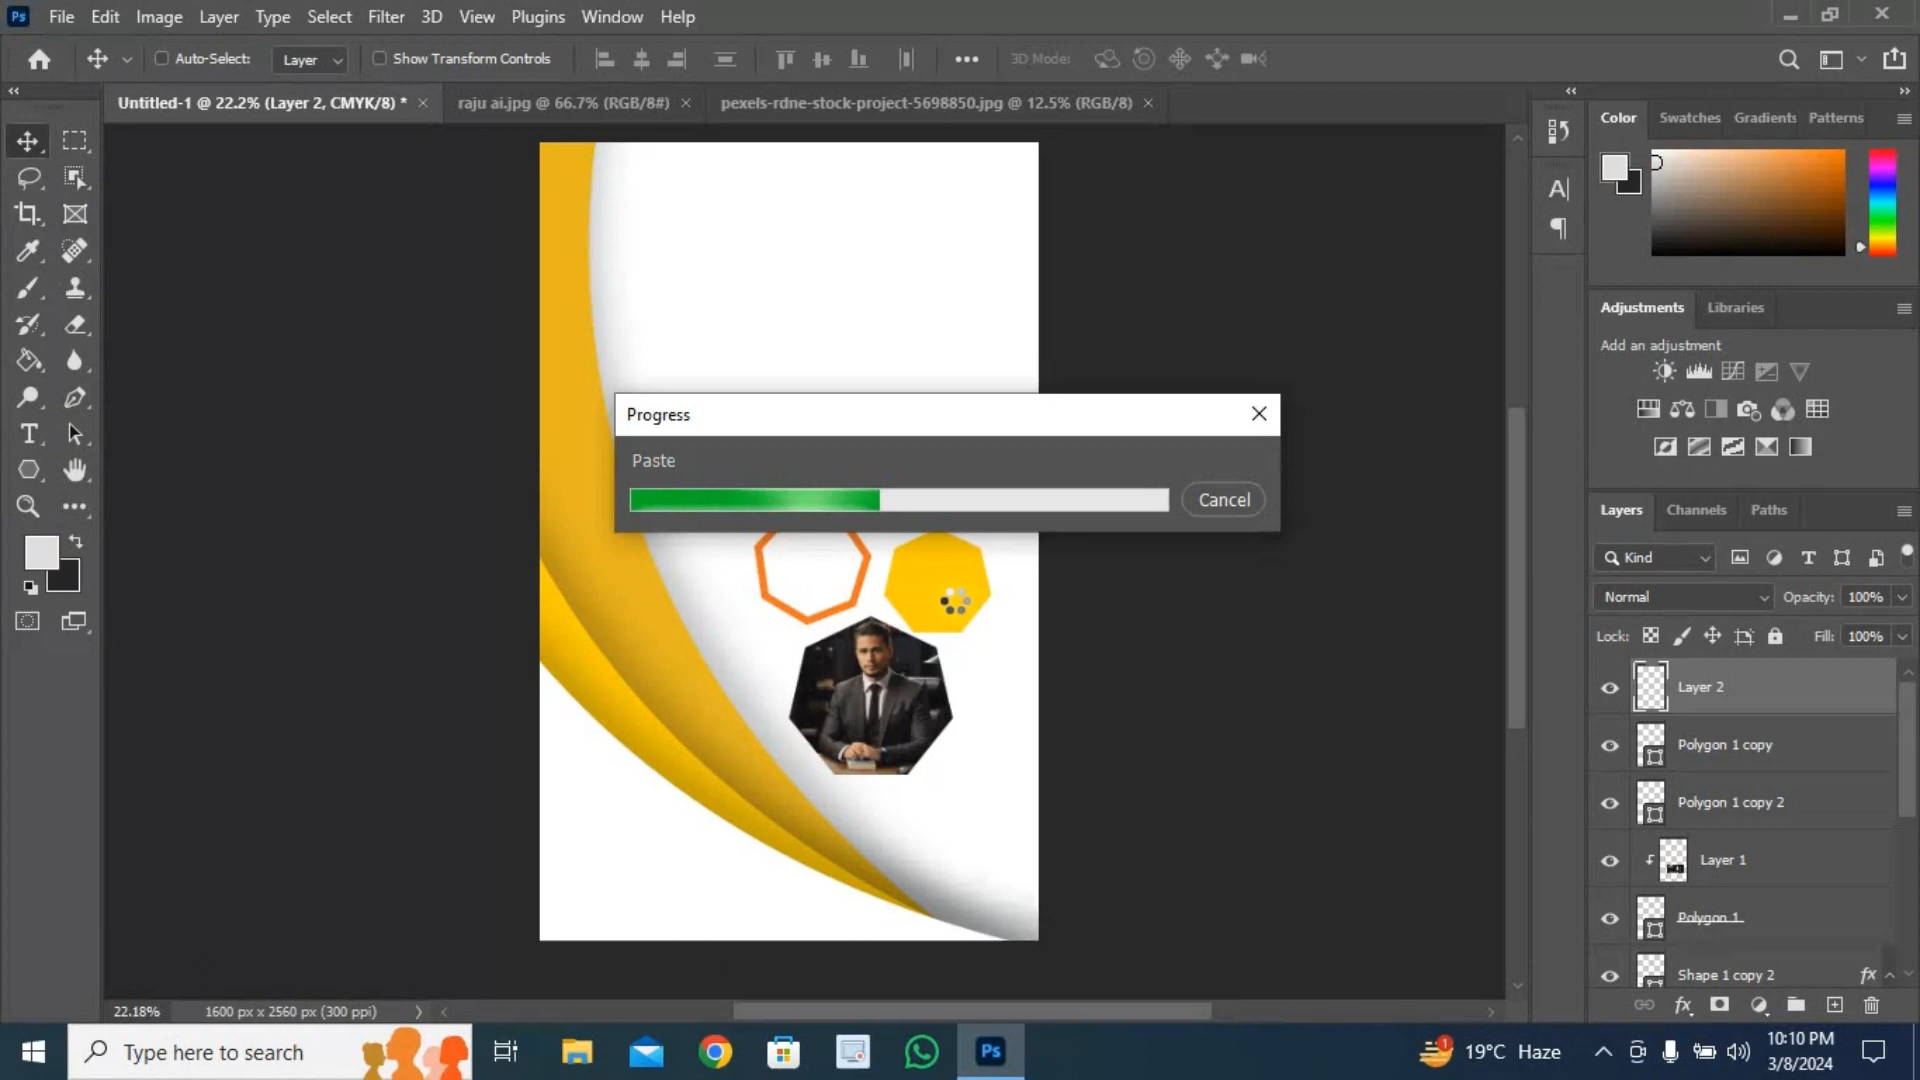 Ps File Edit Image Layer Type Select Filter 3D View Plugins Window Help
Auto-Select: Layer Show Transform Controls 3D Mode:
Untitled-1 @ 22.2% (Layer 2, CMYK/8) * raju ai.jpg @ 66.7% (RGB/8#) pexels-rdne-stock-project-5698850.jpg @ 12.5% (RGB/8)
Color Swatches Gradients Patterns
Adjustments Libraries
Add an adjustment
Progress
Paste
Cancel
Layers Channels Paths
Kind
Normal Opacity: 100%
Lock: Fill: 100%
Layer 2
Polygon 1 copy
Polygon 1 copy 2
Layer 1
Polygon 1
Shape 1 copy 2 fx
22.18% 1600 px x 2560 px (300 ppi)
fx
Type here to search
Ps
1
19°C Haze
10:10 PM
3/8/2024